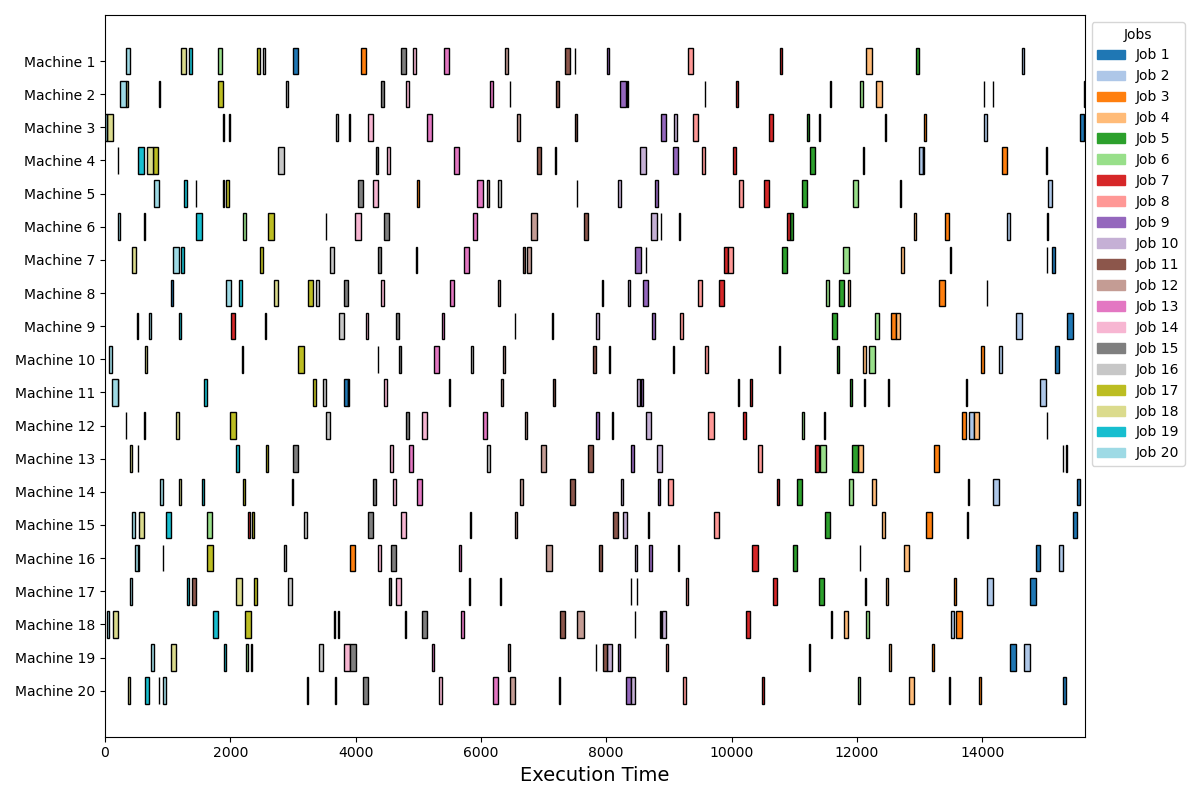 Machine 1
Machine 2
Machine 3
Machine 4
Machine 5
Machine 6
Machine 7
Machine 8
Machine 9
Machine 10
Machine 11
Machine 12
Machine 13
Machine 14
Machine 15
Machine 16
Machine 17
Machine 18
Machine 19
Machine 20
0 2000 4000 6000 8000 10000 12000 14000
Execution Time
Jobs
Job 1
Job 2
Job 3
Job 4
Job 5
Job 6
Job 7
Job 8
Job 9
Job 10
Job 11
Job 12
Job 13
Job 14
Job 15
Job 16
Job 17
Job 18
Job 19
Job 20